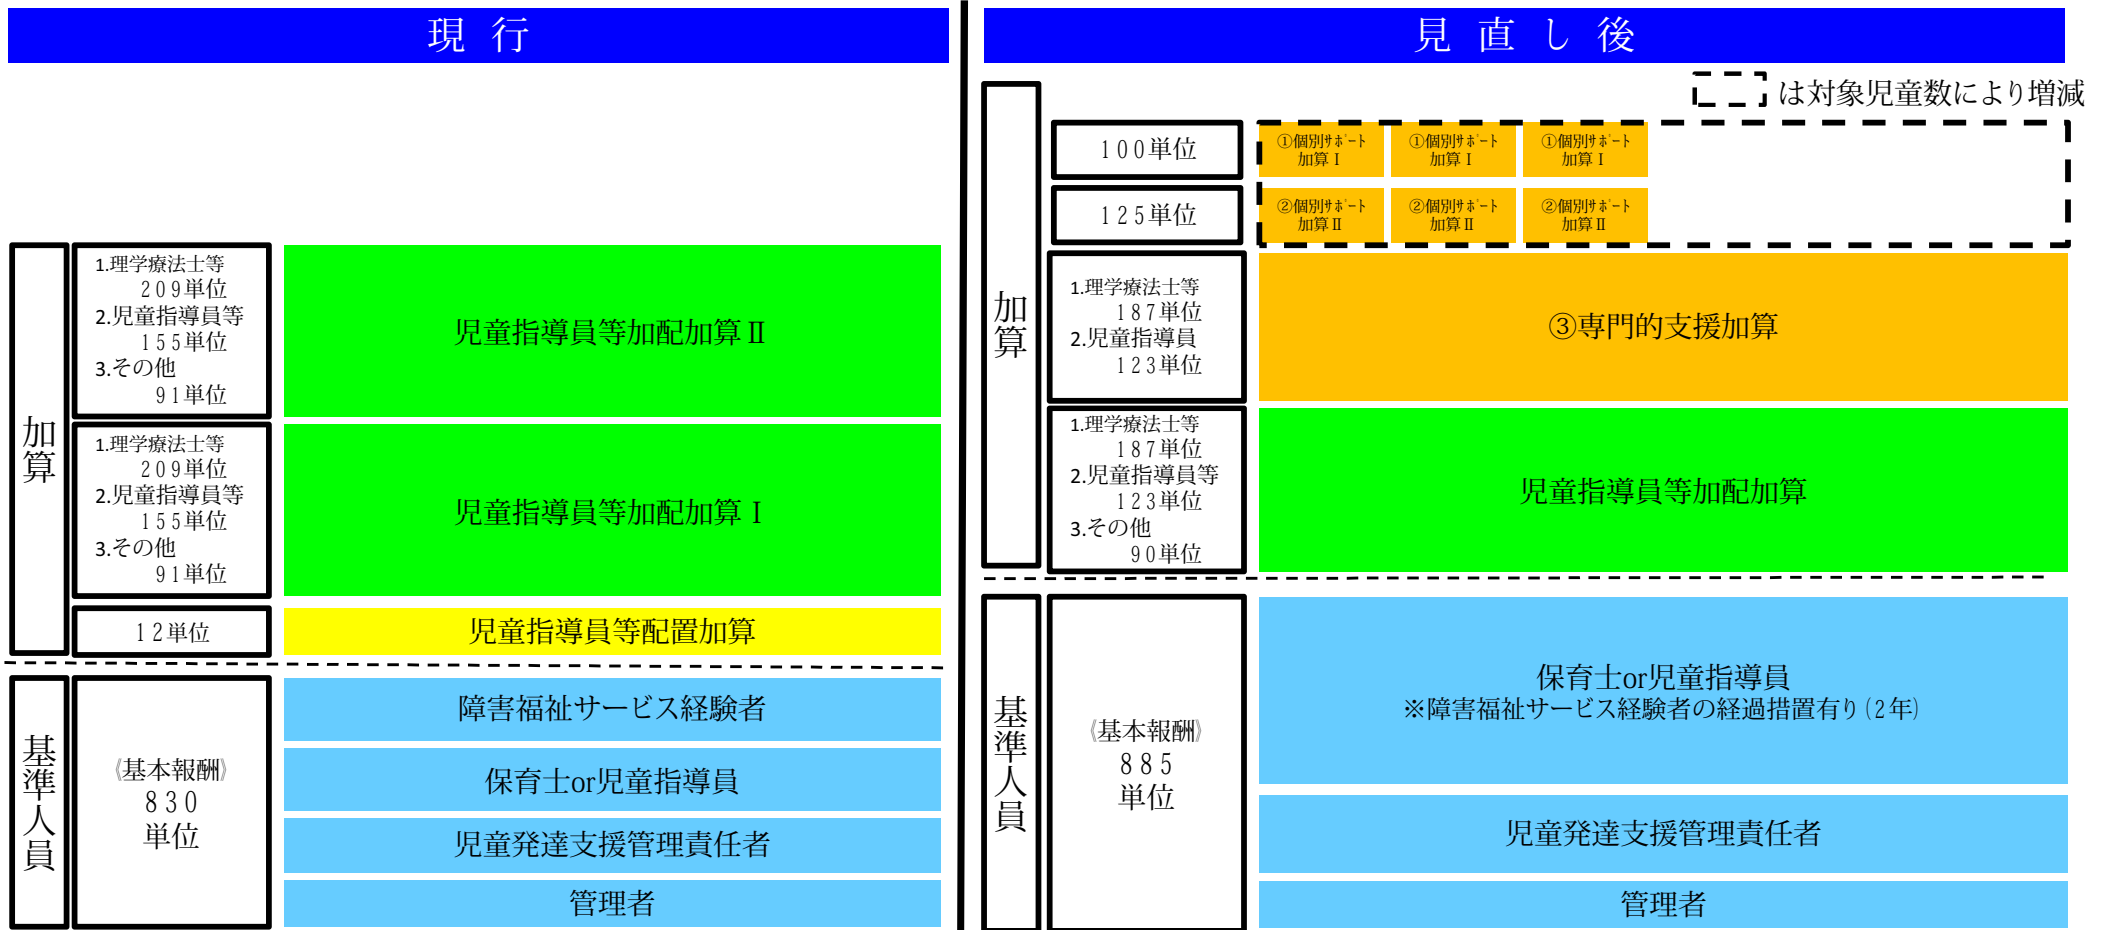 現行
加算
1.理学療法士等
209単位
2.児童指導員等
155単位
3.その他
91単位
児童指導員等加配加算Ⅱ
1.理学療法士等
209単位
2.児童指導員等
155単位
3.その他
91単位
児童指導員等加配加算Ⅰ
12単位
児童指導員等配置加算
基準人員
《基本報酬》
830
単位
障害福祉サービス経験者
保育士or児童指導員
児童発達支援管理責任者
管理者
見直し後
は対象児童数により増減
加算
100単位
①個別ｻﾎﾟｰﾄ
加算Ⅰ
①個別ｻﾎﾟｰﾄ
加算Ⅰ
①個別ｻﾎﾟｰﾄ
加算Ⅰ
125単位
②個別ｻﾎﾟｰﾄ
加算Ⅱ
②個別ｻﾎﾟｰﾄ
加算Ⅱ
②個別ｻﾎﾟｰﾄ
加算Ⅱ
1.理学療法士等
187単位
2.児童指導員
123単位
③専門的支援加算
1.理学療法士等
187単位
2.児童指導員等
123単位
3.その他
90単位
児童指導員等加配加算
基準人員
《基本報酬》
885
単位
保育士or児童指導員
※障害福祉サービス経験者の経過措置有り(2年)
児童発達支援管理責任者
管理者